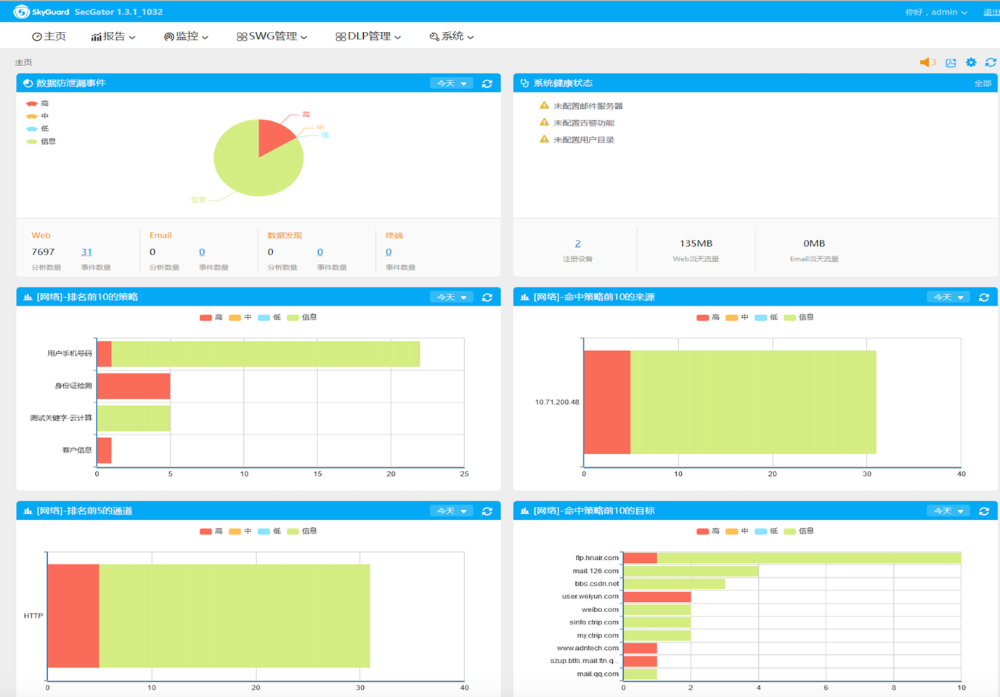 SkyGuard SecGator 1.3.1_1032
你好，admin 退出
主页 报告 监控 SWG管理 DLP管理 系统
主页
3
数据防泄漏事件 今天
高
中
低
信息
高
中
低
信息
Web
7697 31
分析数量 事件数量
Email
0 0
分析数量 事件数量
数据发现
0 0
分析数量 事件数量
终端
0
事件数量
系统健康状态 全部
未配置邮件服务器
未配置告警功能
未配置用户目录
2
注册设备
135MB
Web当天流量
0MB
Email当天流量
[网络]-排名前10的策略 今天
高 中 低 信息
用户手机号码
身份证检测
测试关键字-云计算
客户信息
0 5 10 15 20 25
[网络]-命中策略前10的来源 今天
高 中 低 信息
10.71.200.48
0 10 20 30 40
[网络]-排名前5的通道 今天
高 中 低 信息
HTTP
0 10 20 30 40
[网络]-命中策略前10的目标 今天
高 中 低 信息
ffp.hnair.com
mail.126.com
bbs.csdn.net
user.weiyun.com
weibo.com
sinfo.ctrip.com
my.ctrip.com
www.adntech.com
szup.btfs.mail.ftn.q...
mail.qq.com
0 2 4 6 8 10